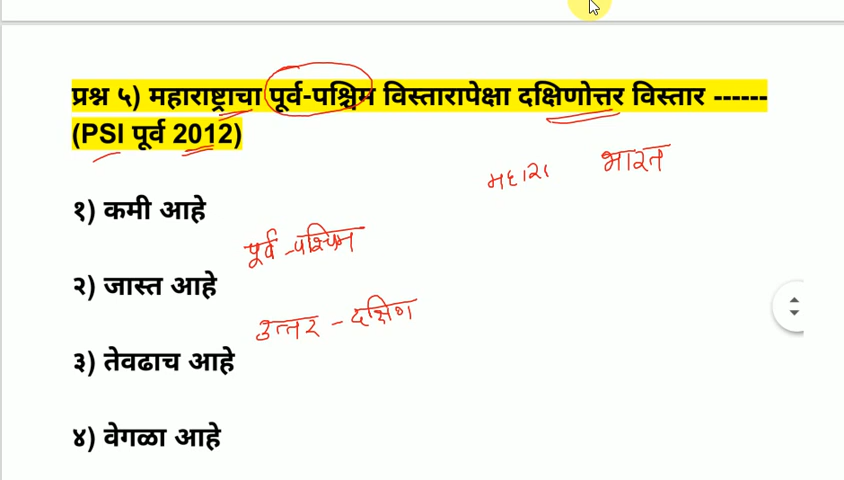 प्रश्न ५) महाराष्ट्राचा पूर्व-पश्चिम विस्तारापेक्षा दक्षिणोत्तर विस्तार ------
(PSI पूर्व 2012)
महारा भारत
१) कमी आहे
पूर्व - पश्चिम
२) जास्त आहे
उत्तर - दक्षिण
३) तेवढाच आहे
४) वेगळा आहे